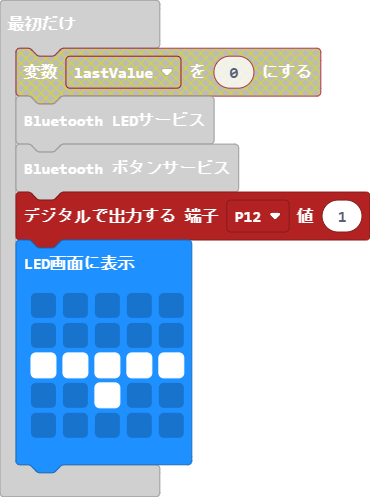 最初だけ
変数 lastValue を 0 にする
Bluetooth LEDサービス
Bluetooth ボタンサービス
デジタルで出力する 端子 P12 値 1
LED画面に表示